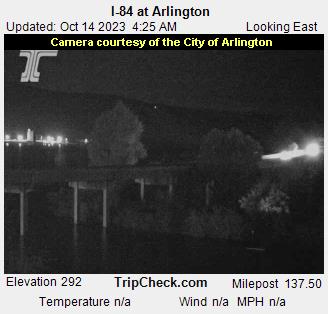 I-84 at Arlington
Updated: Oct 14 2023 4:25 AM Looking East
Camera courtesy of the City of Arlington
Elevation 292 TripCheck.com Milepost 137.50
Temperature n/a Wind n/a MPH n/a